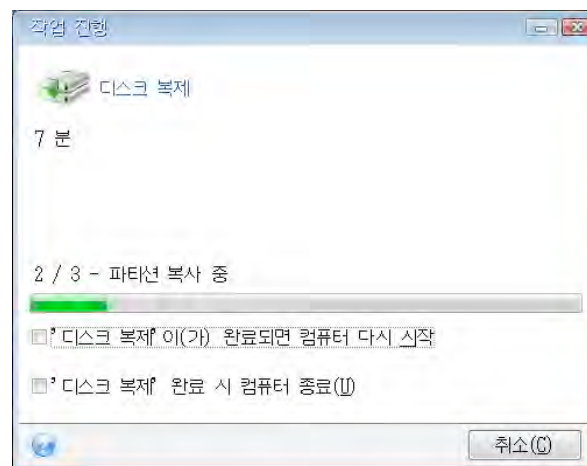 작업 진행
디스크 복제
7 분
2 / 3 - 파티션 복사 중
'디스크 복제' 이(가) 완료되면 컴퓨터 다시 시작
'디스크 복제' 완료 시 컴퓨터 종료(U)
취소(C)